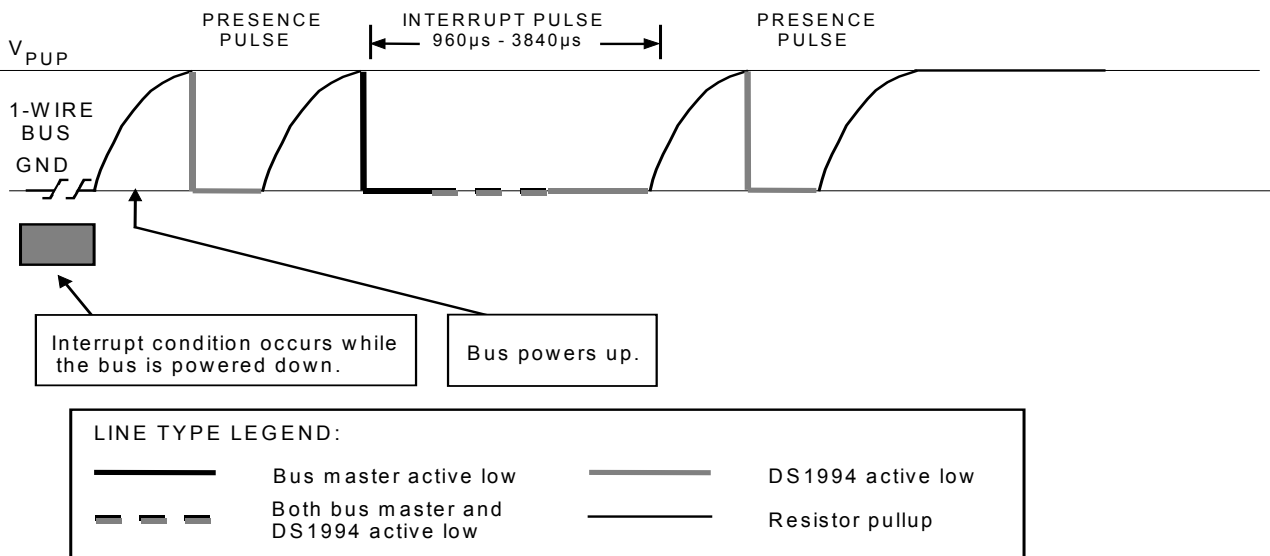 PRESENCE
PULSE
INTERRUPT PULSE
960µs - 3840µs
PRESENCE
PULSE
VPUP
1-WIRE
BUS
GND
Interrupt condition occurs while
the bus is powered down.
Bus powers up.
LINE TYPE LEGEND:
Bus master active low
DS1994 active low
Both bus master and
DS1994 active low
Resistor pullup